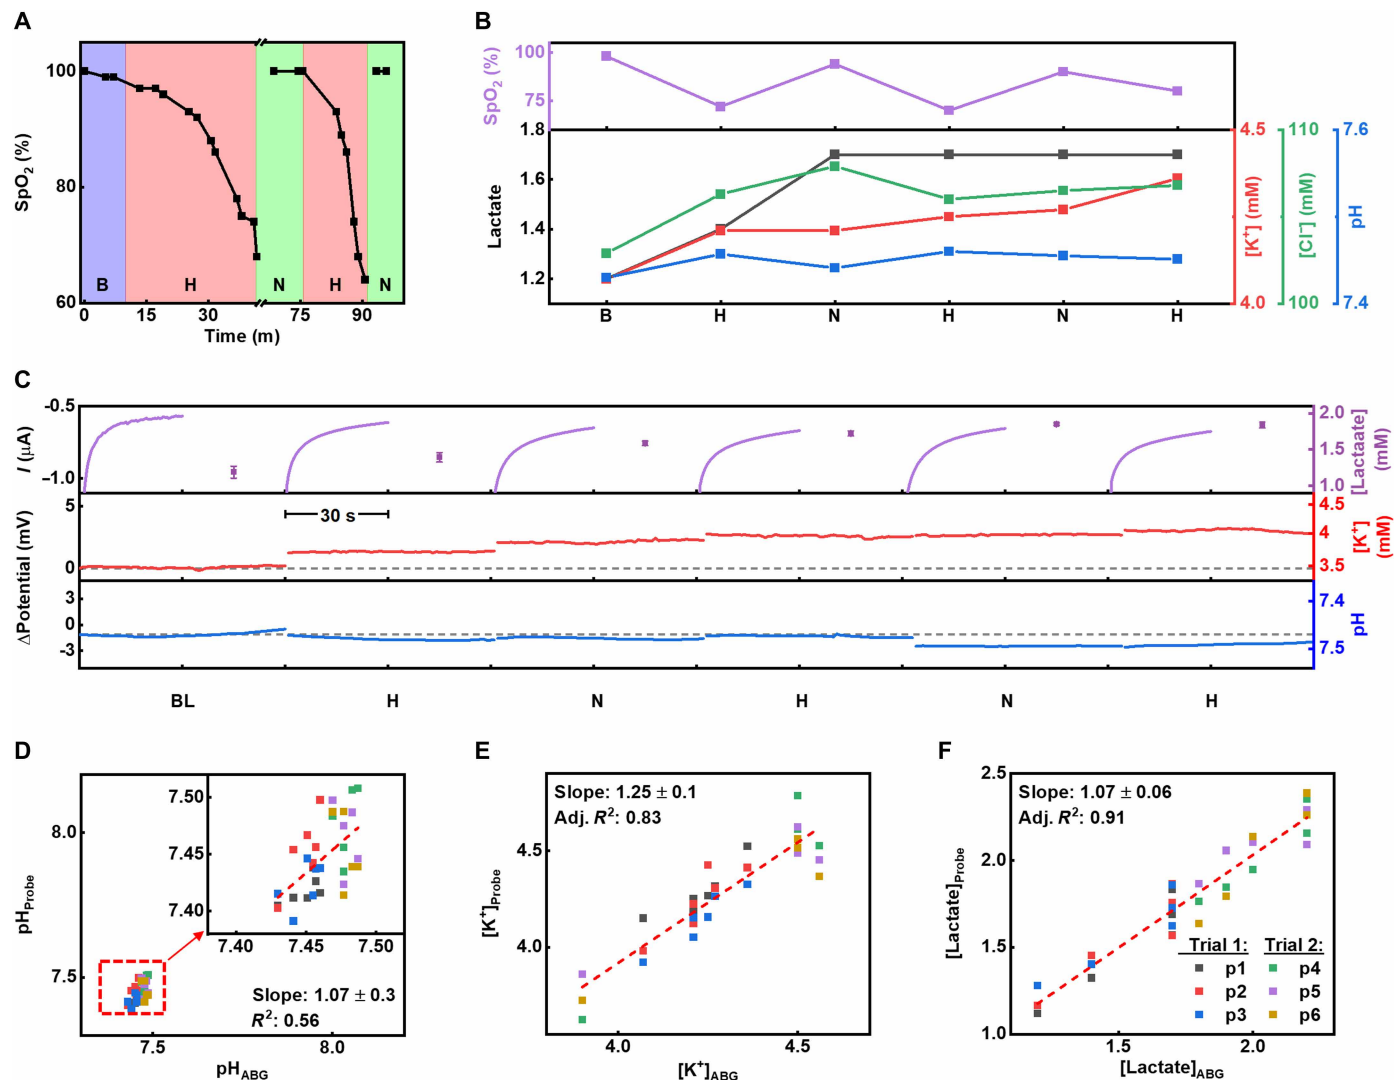 A
SpO2 (%)
100
80
60
B
H
N
H
N
0
15
30
75
90
Time (m)
B
SpO2 (%)
100
75
Lactate
1.8
1.6
1.4
1.2
B
H
N
H
N
H
4.5
4.0
[K+] (mM)
110
100
[Cl−] (mM)
7.6
7.4
pH
C
I (µA)
−0.5
−1.0
2.0
1.5
1.0
[Lactaate]
(mM)
30 s
ΔPotential (mV)
5
0
4.5
4
3.5
[K+]
(mM)
3
0
−3
7.4
7.5
pH
BL
H
N
H
N
H
D
pHProbe
8.0
7.5
7.50
7.45
7.40
7.40
7.45
7.50
Slope: 1.07 ± 0.3
R2: 0.56
7.5
8.0
pHABG
E
Slope: 1.25 ± 0.1
Adj. R2: 0.83
[K+]Probe
4.5
4.0
4.0
4.5
[K+]ABG
F
Slope: 1.07 ± 0.06
Adj. R2: 0.91
[Lactate]Probe
2.5
2.0
1.5
1.0
Trial 1: Trial 2:
p1 p4
p2 p5
p3 p6
1.5
2.0
[Lactate]ABG